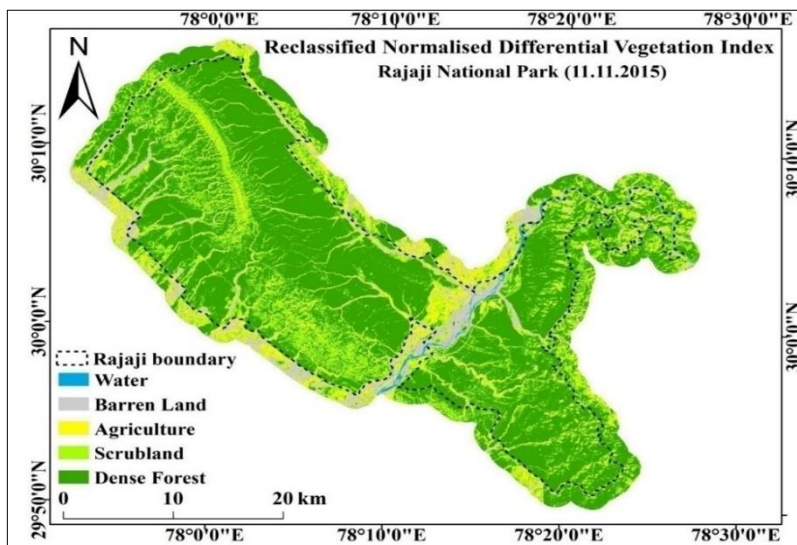 78°0'0"E 78°10'0"E 78°20'0"E 78°30'0"E
N
Reclassified Normalised Differential Vegetation Index
Rajaji National Park (11.11.2015)
30°10'0"N
30°10'0"N
30°0'0"N
30°0'0"N
Rajaji boundary
Water
Barren Land
Agriculture
Scrubland
Dense Forest
0 10 20 km
29°50'0"N
78°0'0"E 78°10'0"E 78°20'0"E 78°30'0"E